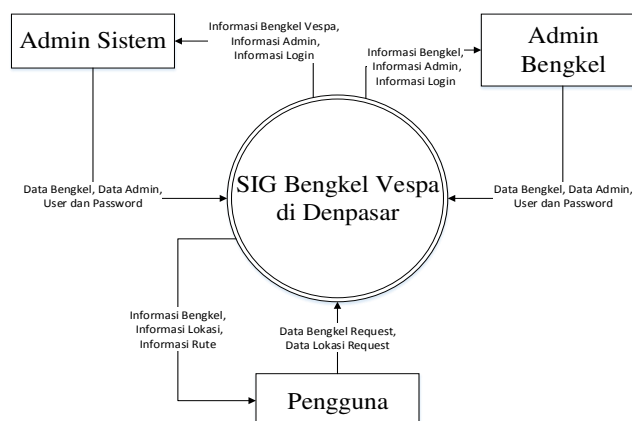 Admin Sistem
Informasi Bengkel Vespa,
Informasi Admin,
Informasi Login
Informasi Bengkel,
Informasi Admin,
Informasi Login
Admin
Bengkel
Data Bengkel, Data Admin,
User dan Password
SIG Bengkel Vespa
di Denpasar
Data Bengkel, Data Admin,
User dan Password
Informasi Bengkel,
Informasi Lokasi,
Informasi Rute
Data Bengkel Request,
Data Lokasi Request
Pengguna